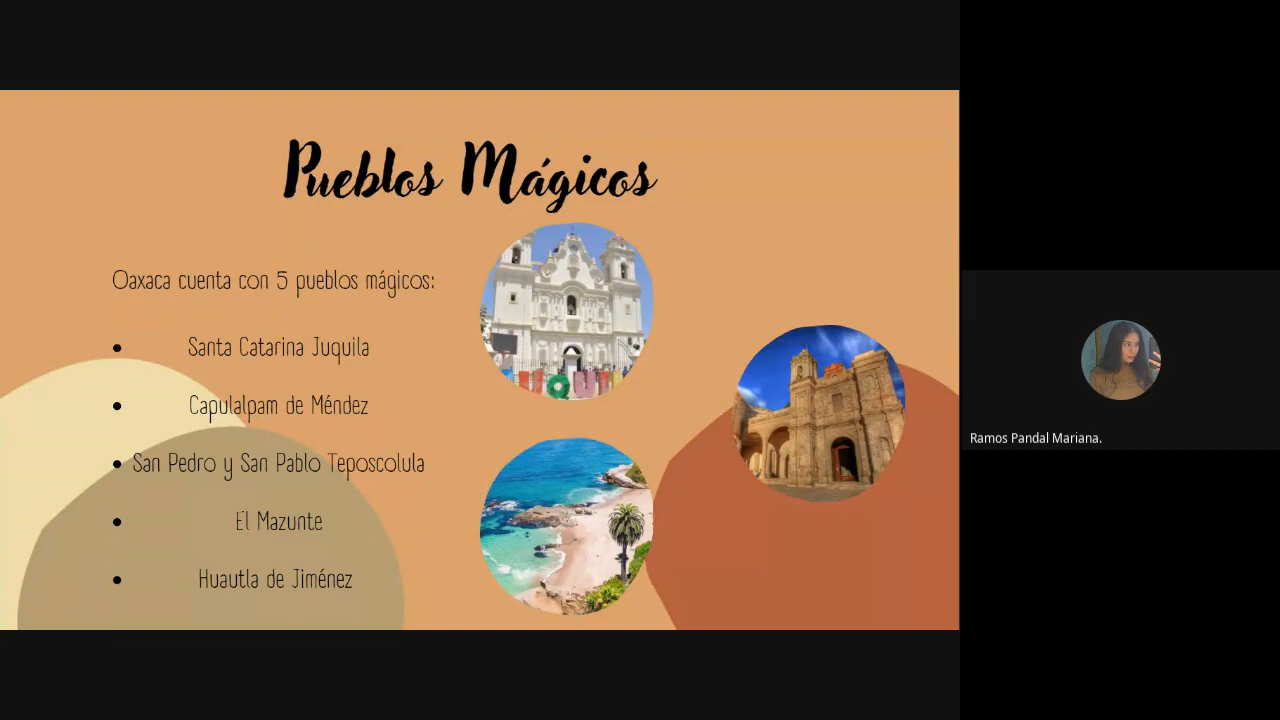 Pueblos Mágicos
Oaxaca cuenta con 5 pueblos mágicos:
Santa Catarina Juquila
Capulalpam de Méndez
San Pedro y San Pablo Teposcolula
El Mazunte
Huautla de Jiménez
Ramos Pandal Mariana.